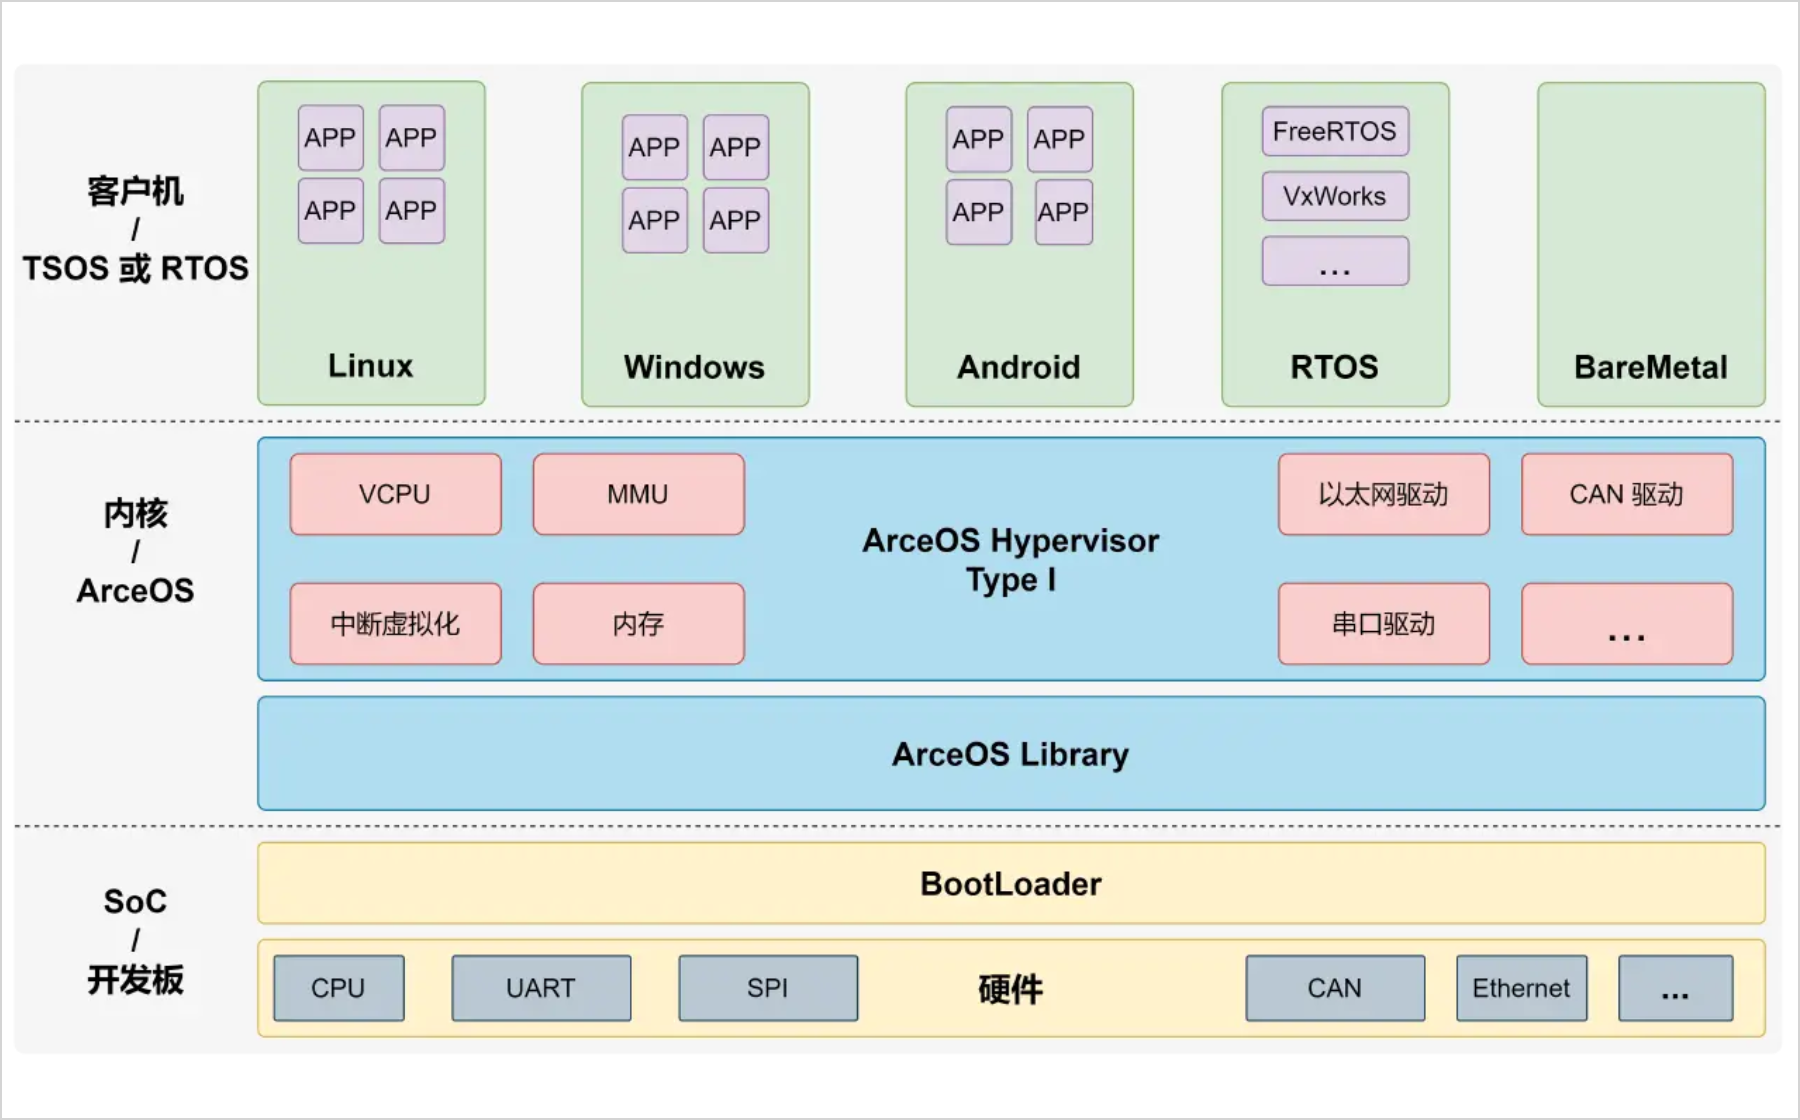 客户机
/
TSOS 或 RTOS
APP APP
APP APP
Linux
APP APP
APP APP
Windows
APP APP
APP APP
Android
FreeRTOS
VxWorks
...
RTOS
BareMetal
内核
/
ArceOS
VCPU MMU
中断虚拟化 内存
ArceOS Hypervisor
Type I
以太网驱动 CAN 驱动
串口驱动 ...
ArceOS Library
SoC
/
开发板
BootLoader
CPU UART SPI 硬件 CAN Ethernet ...